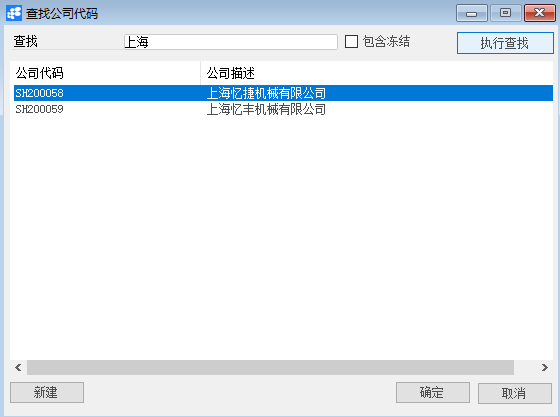 查找公司代码
查找 上海 包含冻结 执行查找
公司代码 公司描述
SH200058 上海忆捷机械有限公司
SH200059 上海忆丰机械有限公司
新建 确定 取消